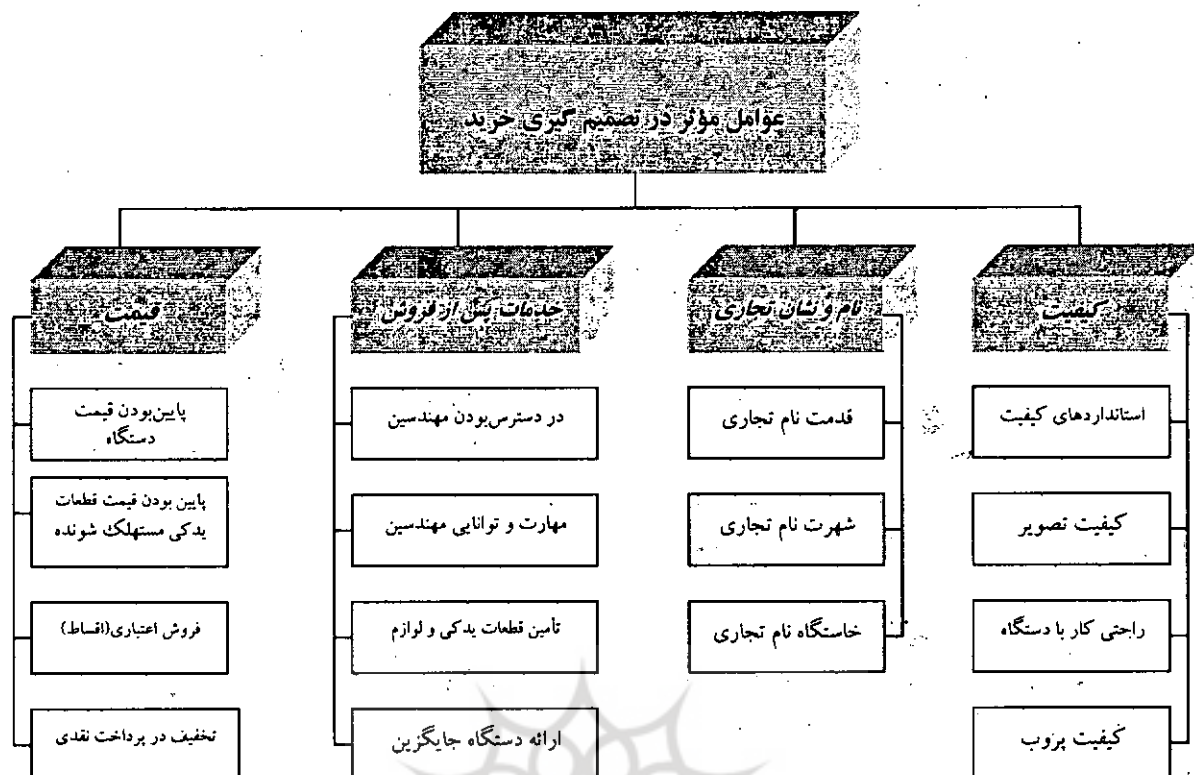 عوامل مؤثر در تصمیم گیری خرید
کیفیت
استانداردهای کیفیت
کیفیت تصویر
راحتی کار با دستگاه
کیفیت پروب
نام و نشان تجاری
قدمت نام تجاری
شهرت نام تجاری
خاستگاه نام تجاری
خدمات پس از فروش
در دسترس‌بودن مهندسین
مهارت و توانایی مهندسین
تأمین قطعات یدکی و لوازم
ارائه دستگاه جایگزین
قیمت
پایین‌بودن قیمت
دستگاه
پایین بودن قیمت قطعات
یدکی مستهلک شونده
فروش اعتباری(اقساط)
تخفیف در پرداخت نقدی